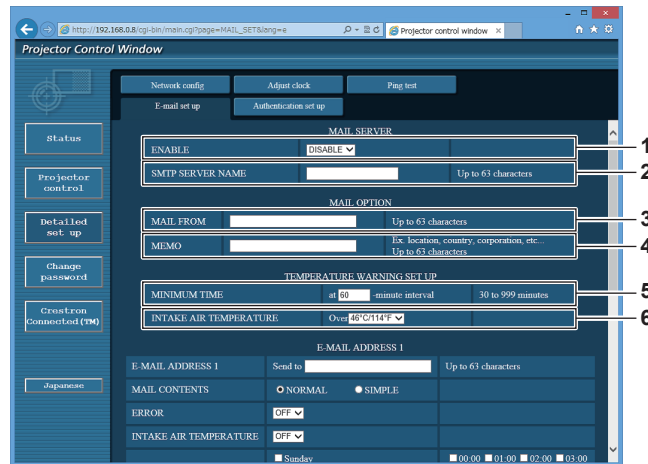 http://192.168.0.8/cgi-bin/main.cgi?page=MAIL_SET&lang=e
Projector control window ×
Projector Control Window
Network config Adjust clock Ping test
E-mail set up Authentication set up
Status
Projector control
Detailed set up
Change password
Crestron Connected(TM)
Japanese
MAIL SERVER
ENABLE DISABLE 1
SMTP SERVER NAME Up to 63 characters 2
MAIL OPTION
MAIL FROM Up to 63 characters 3
MEMO Ex. location, country, corporation, etc... 4
Up to 63 characters
TEMPERATURE WARNING SET UP
MINIMUM TIME at 60 -minute interval 30 to 999 minutes 5
INTAKE AIR TEMPERATURE Over 46°C/114°F 6
E-MAIL ADDRESS 1
E-MAIL ADDRESS 1 Send to Up to 63 characters
MAIL CONTENTS NORMAL SIMPLE
ERROR OFF
INTAKE AIR TEMPERATURE OFF
Sunday 00:00 01:00 02:00 03:00